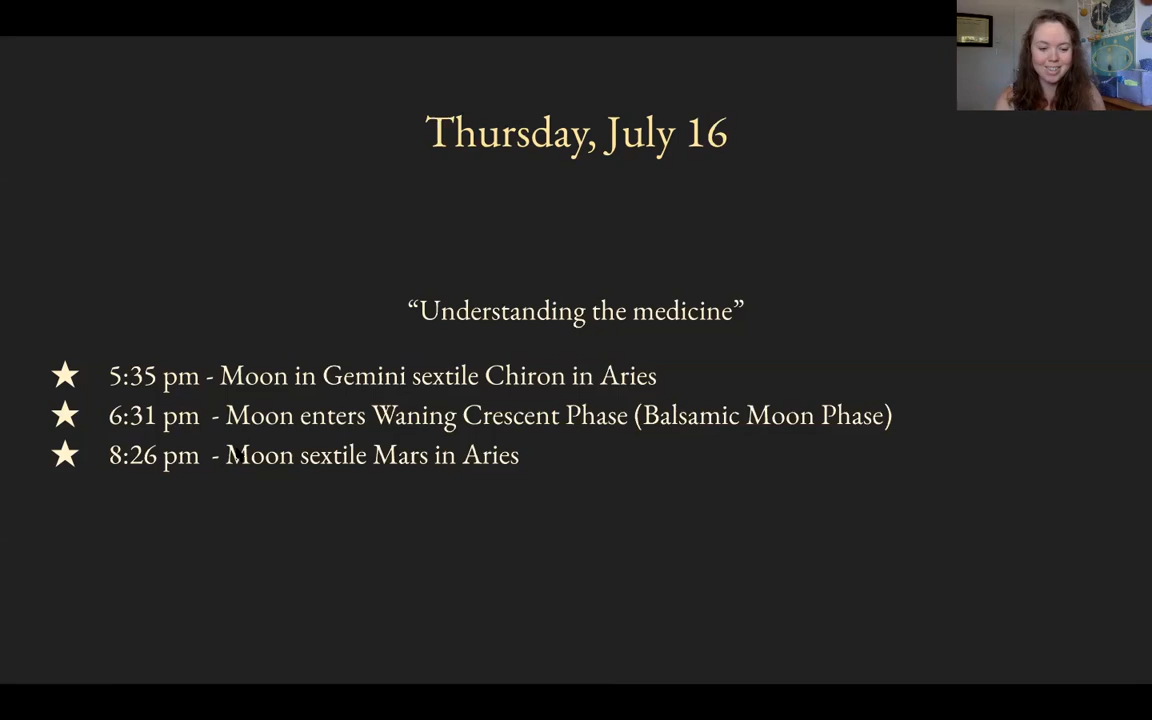 Thursday, July 16
“Understanding the medicine”
★ 5:35 pm - Moon in Gemini sextile Chiron in Aries
★ 6:31 pm - Moon enters Waning Crescent Phase (Balsamic Moon Phase)
★ 8:26 pm - Moon sextile Mars in Aries